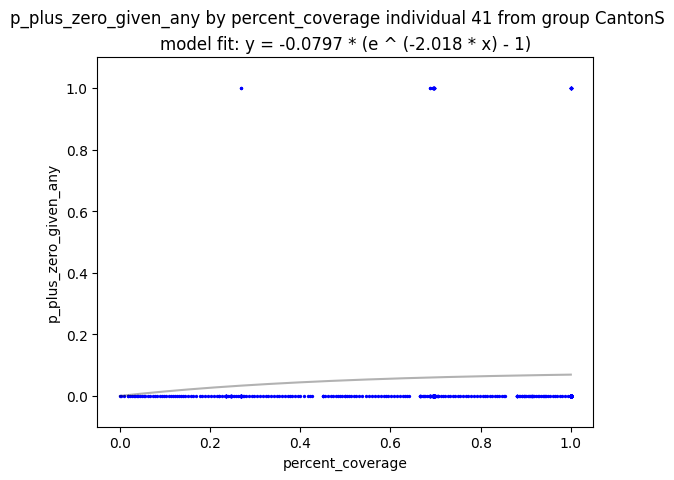 p_plus_zero_given_any by percent_coverage individual 41 from group CantonS
model fit: y = -0.0797 * (e ^ (-2.018 * x) - 1)
1.0
0.8
0.6
0.4
0.2
0.0
p_plus_zero_given_any
0.0 0.2 0.4 0.6 0.8 1.0
percent_coverage